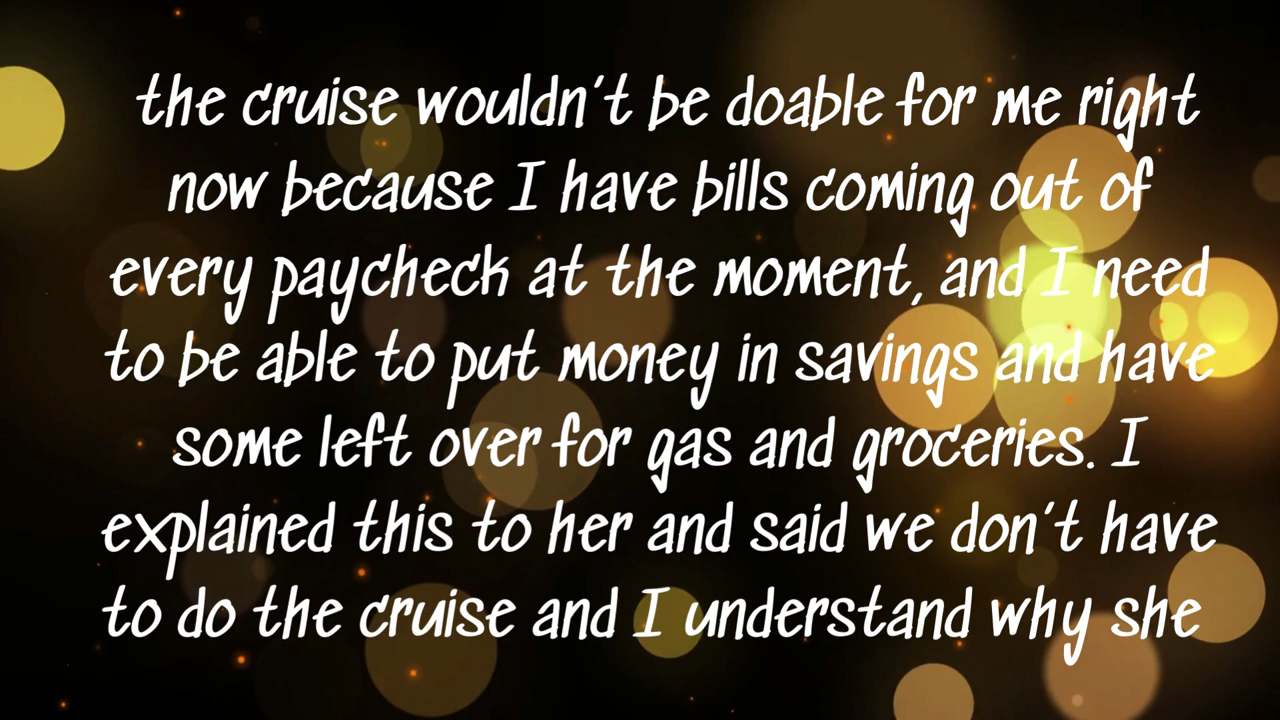 the cruise wouldn't be doable for me right
now because I have bills coming out of
every paycheck at the moment, and I need
to be able to put money in savings and have
some left over for gas and groceries. I
explained this to her and said we don't have
to do the cruise and I understand why she